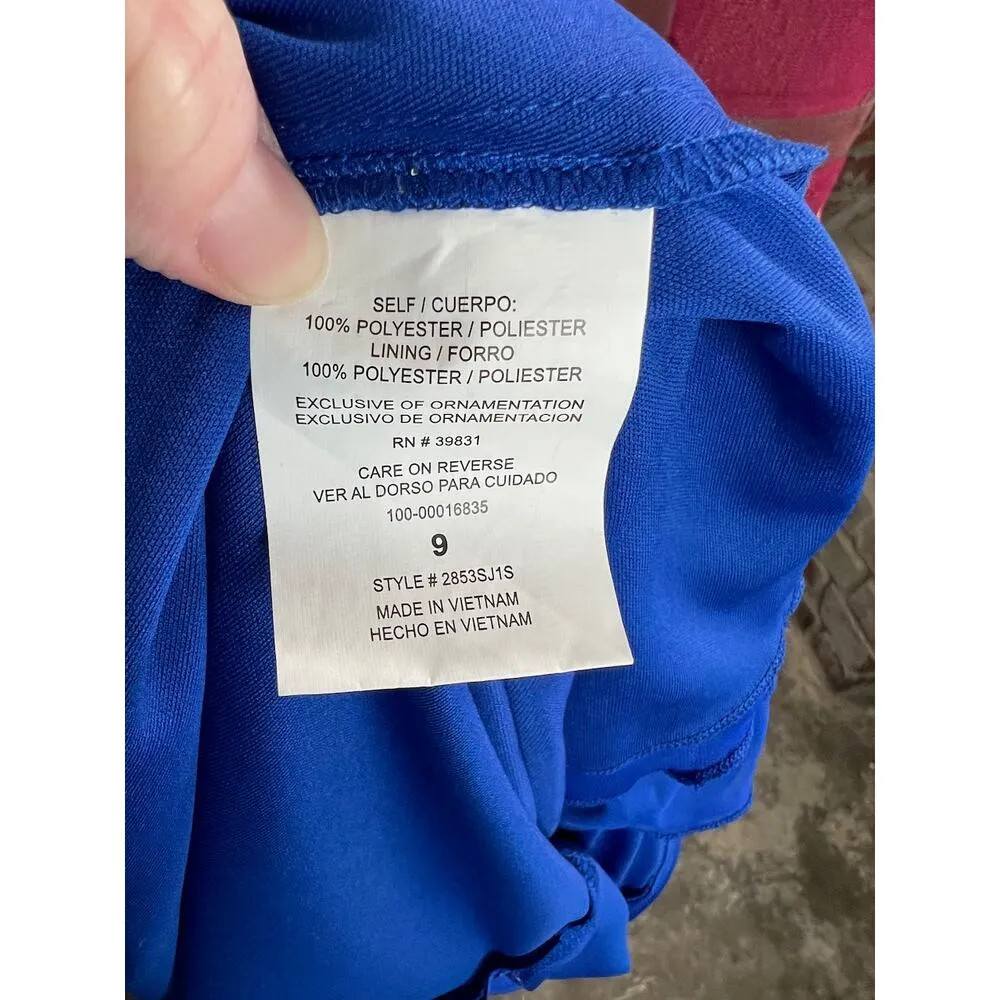 SELF / CUERPO:
100% POLYESTER / POLIESTER
LINING / FORRO
100% POLYESTER / POLIESTER
EXCLUSIVE OF ORNAMENTATION
EXCLUSIVO DE ORNAMENTACION
RN # 39831
CARE ON REVERSE
VER AL DORSO PARA CUIDADO
100-00016835
9
STYLE # 2853SJ1S
MADE IN VIETNAM
HECHO EN VIETNAM